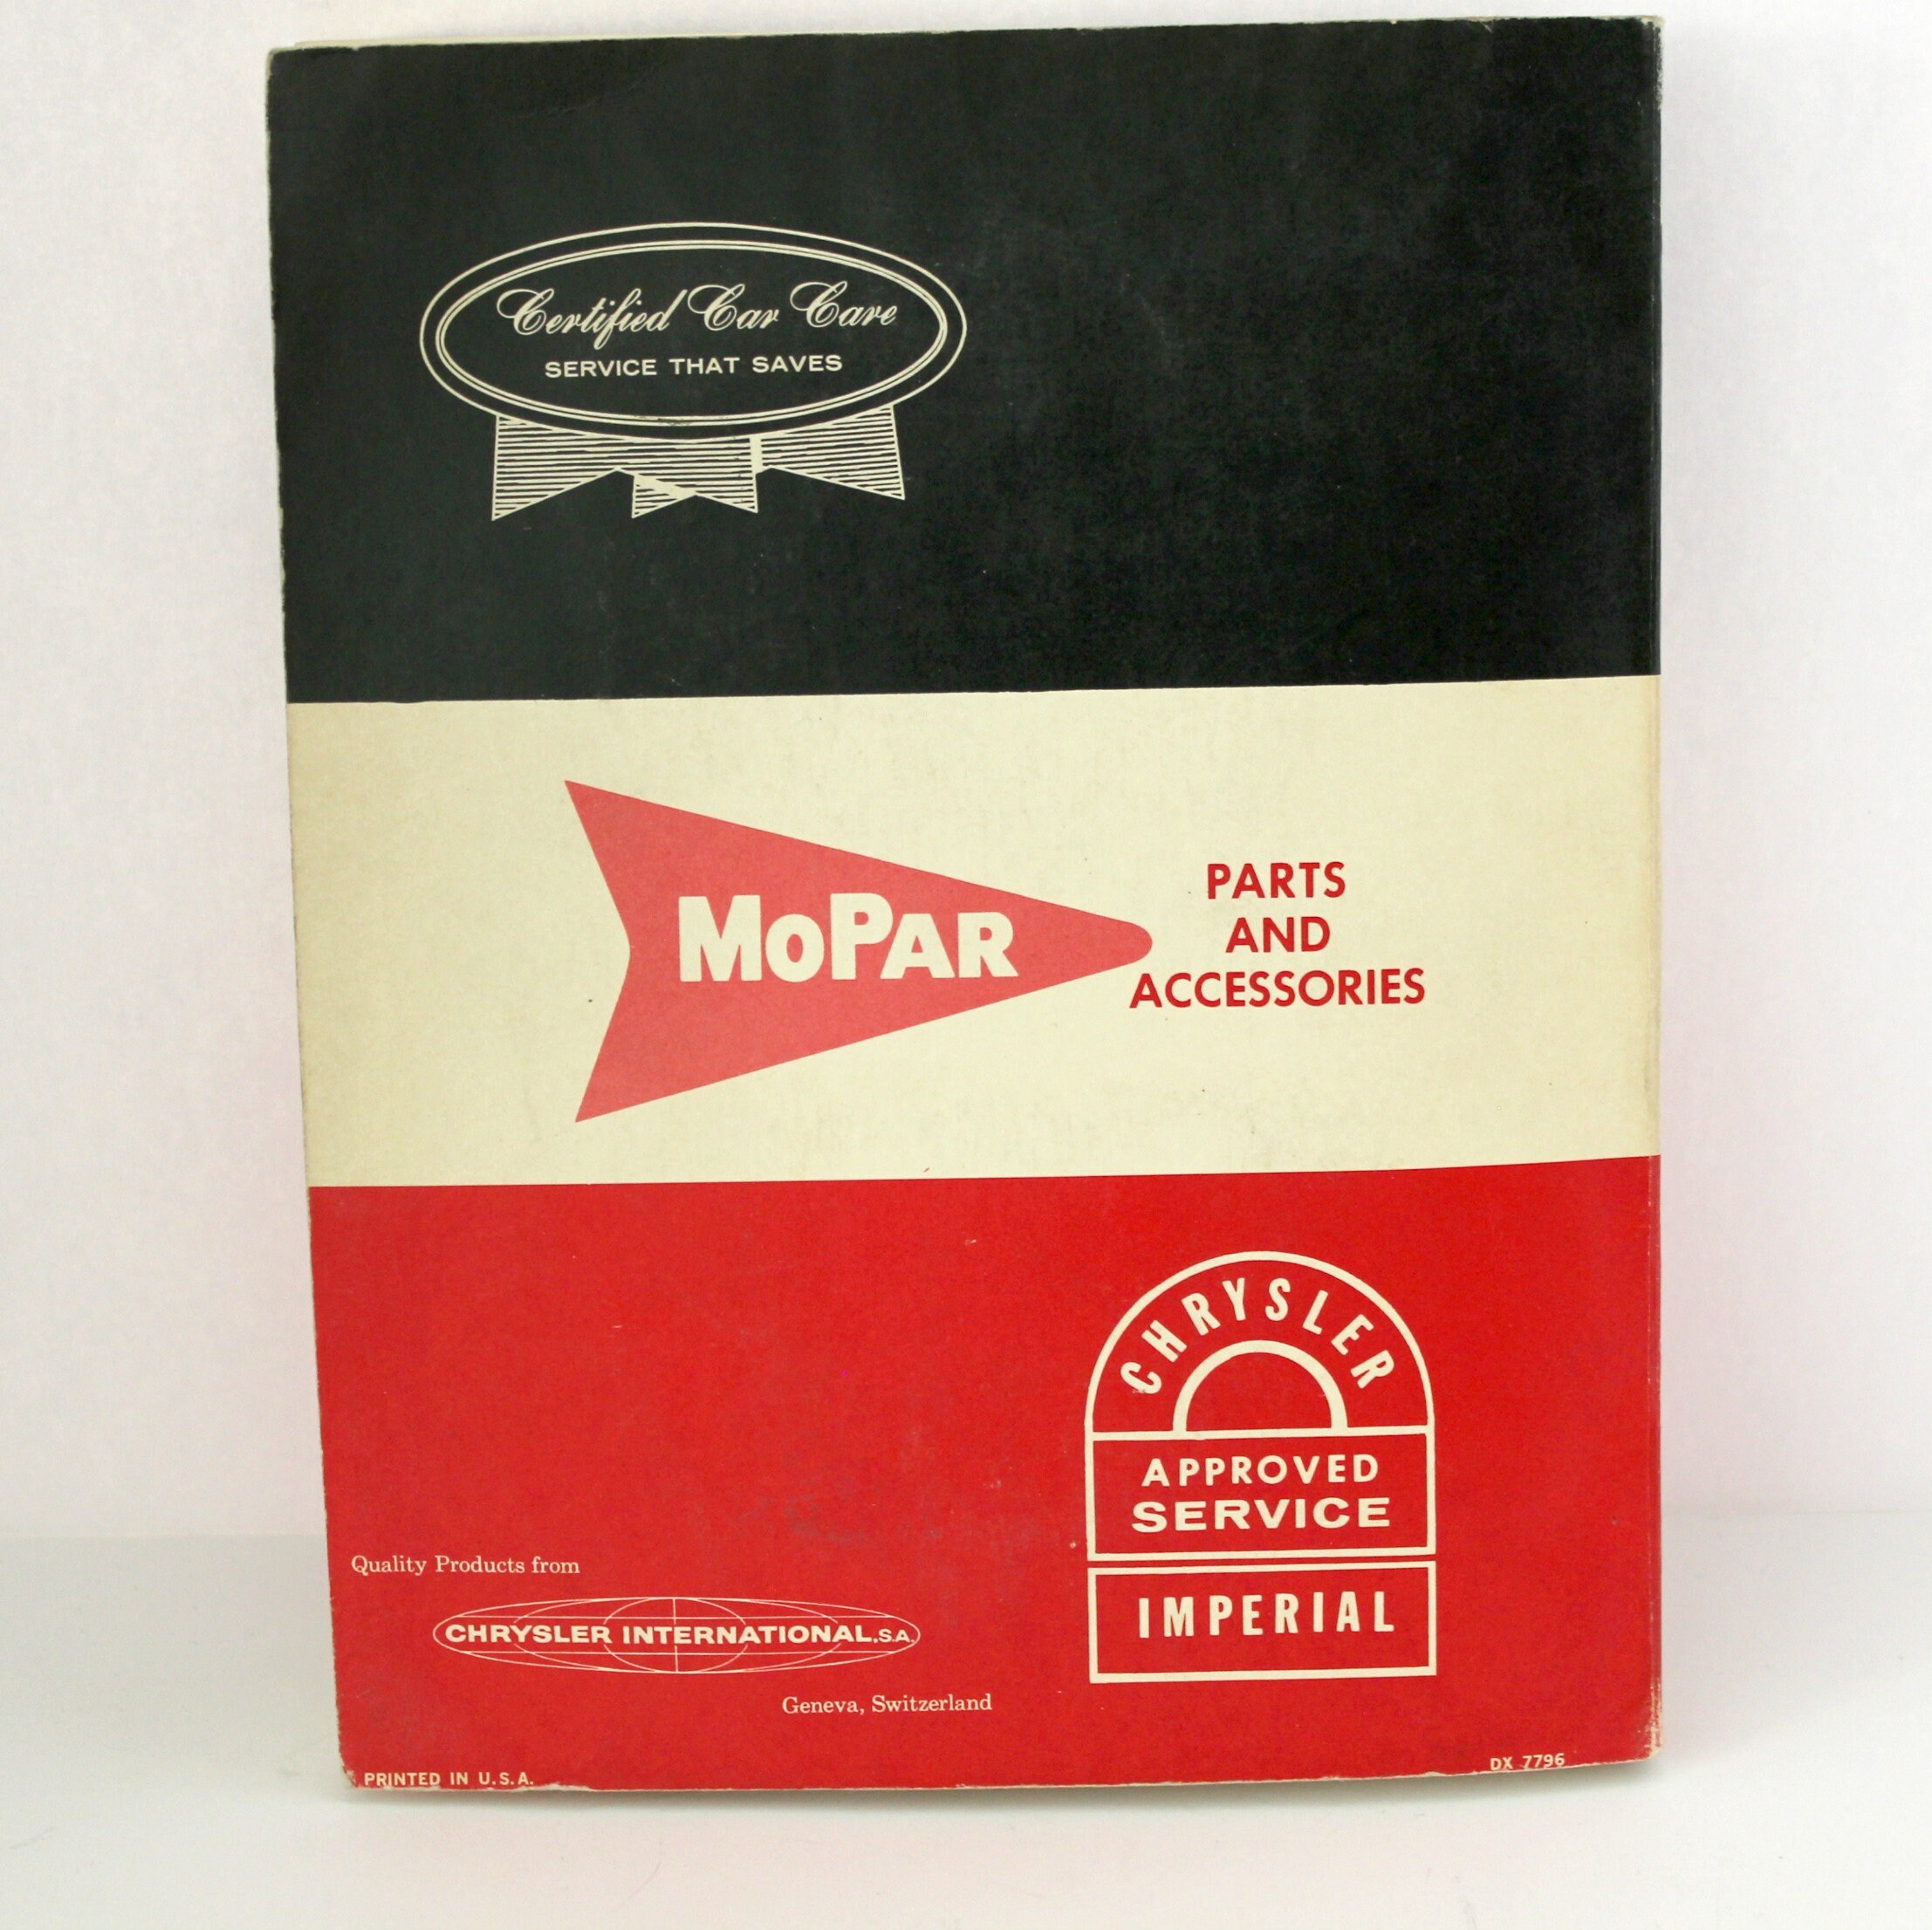 Certified Car Care
SERVICE THAT SAVES
MOPAR
PARTS
AND
ACCESSORIES
CHRYSLER
APPROVED
SERVICE
IMPERIAL
Quality Products from
CHRYSLER INTERNATIONAL, S.A.
Geneva, Switzerland
PRINTED IN U.S.A.
DX 7796